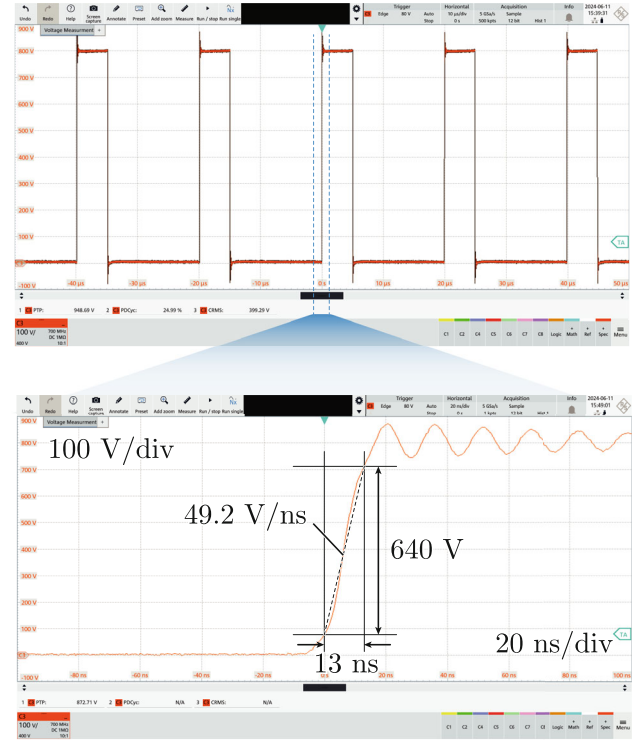 Trigger Horizontal Acquisition Info 2024-06-11
Edge 80 V Auto 10 µs/div 5 GSa/s Sample 15:39:31
Undo Redo Help Screen capture Annotate Preset Add zoom Measure Run / stop Run single Stop 0 s 500 kpts 12 bit Hist 1
Voltage Measurment +
900 V
800 V
700 V
600 V
500 V
400 V
300 V
200 V
100 V
TA
C3
-100 V -40 µs -30 µs -20 µs -10 µs 0 s 10 µs 20 µs 30 µs 40 µs 50 µs
1 C3 PTP: 948.69 V 2 C3 PDCyc: 24.99 % 3 C3 CRMS: 399.29 V
C3
100 V/ 700 MHz
DC 1MΩ
400 V 10:1
C1 C2 C4 C5 C6 C7 C8 Logic Math Ref Spec Menu
Trigger Horizontal Acquisition Info 2024-06-11
Edge 80 V Auto 20 ns/div 5 GSa/s Sample 15:49:01
Undo Redo Help Screen capture Annotate Preset Add zoom Measure Run / stop Run single Stop 0 s 1 kpts 12 bit Hist 1
Voltage Measurment +
900 V
100 V/div
800 V
700 V
600 V
49.2 V/ns
500 V
640 V
400 V
300 V
200 V
100 V
TA
20 ns/div
C3
13 ns
-100 V -80 ns -60 ns -40 ns -20 ns 0 s 20 ns 40 ns 60 ns 80 ns 100 ns
1 C3 PTP: 872.71 V 2 C3 PDCyc: N/A 3 C3 CRMS: N/A
C3
100 V/ 700 MHz
DC 1MΩ
400 V 10:1
C1 C2 C4 C5 C6 C7 C8 Logic Math Ref Spec Menu